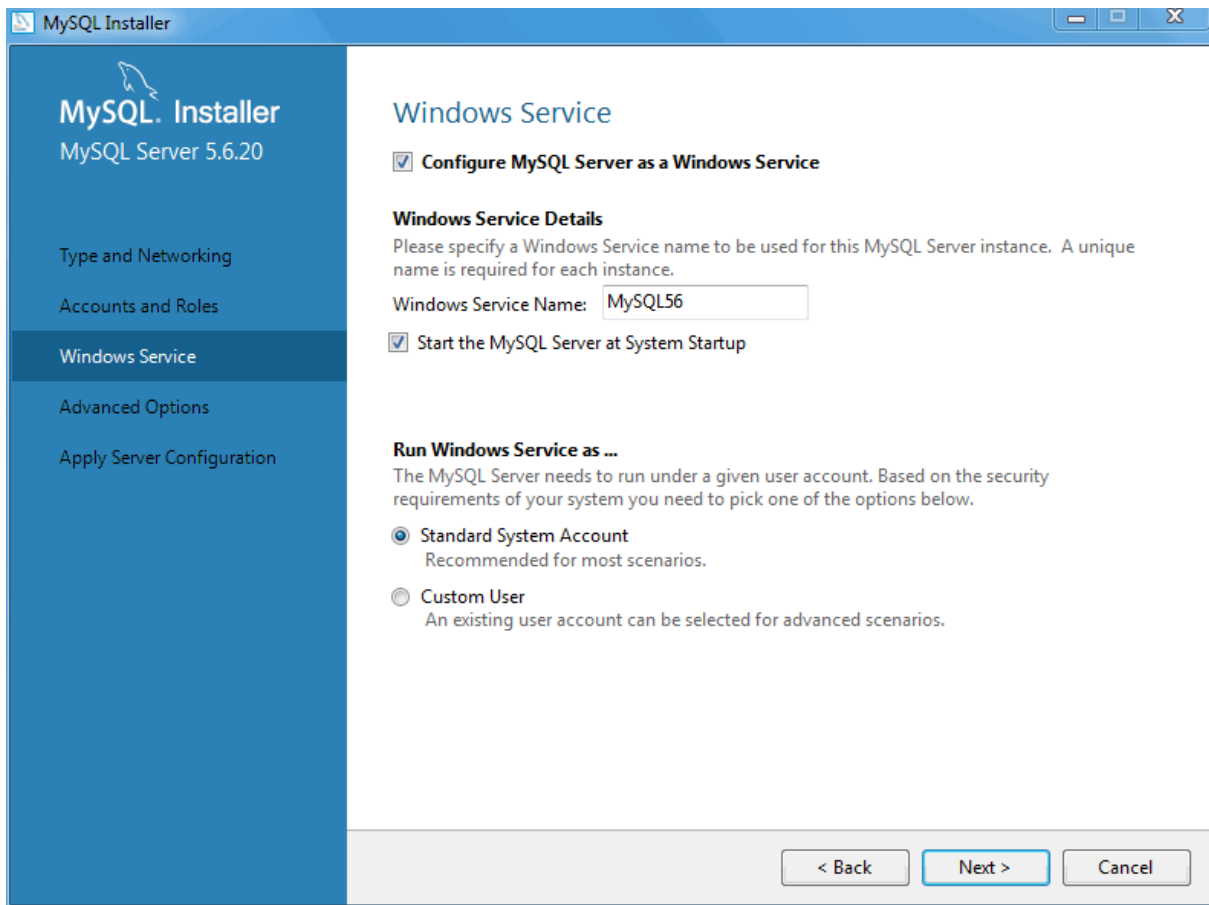 MySQL Installer
MySQL. Installer
MySQL Server 5.6.20
Type and Networking
Accounts and Roles
Windows Service
Advanced Options
Apply Server Configuration
Windows Service
Configure MySQL Server as a Windows Service
Windows Service Details
Please specify a Windows Service name to be used for this MySQL Server instance.  A unique
name is required for each instance.
Windows Service Name: MySQL56
Start the MySQL Server at System Startup
Run Windows Service as ...
The MySQL Server needs to run under a given user account. Based on the security
requirements of your system you need to pick one of the options below.
Standard System Account
Recommended for most scenarios.
Custom User
An existing user account can be selected for advanced scenarios.
< Back Next > Cancel